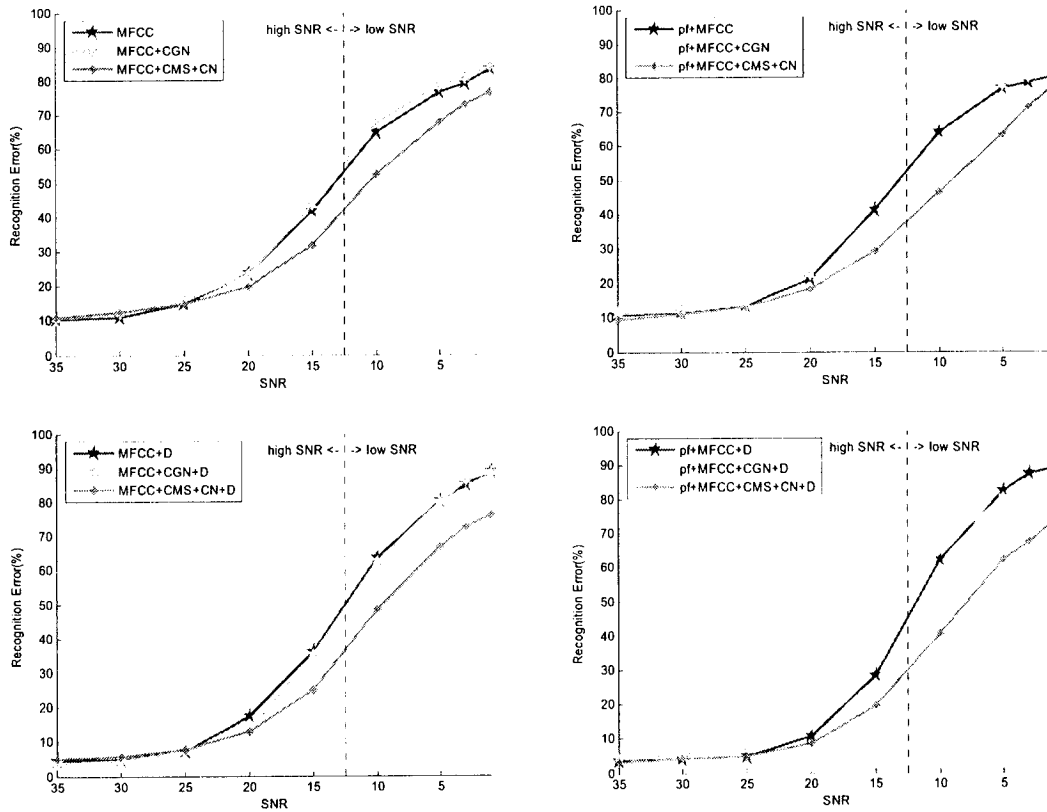 high SNR <- -> low SNR
MFCC
MFCC+CGN
MFCC+CMS+CN
100
90
80
70
60
50
40
30
20
10
0
Recognition Error(%)
35 30 25 20 15 10 5
SNR
high SNR <- -> low SNR
pf+MFCC
pf+MFCC+CGN
pf+MFCC+CMS+CN
100
90
80
70
60
50
40
30
20
10
0
Recognition Error(%)
35 30 25 20 15 10 5
SNR
high SNR <- -> low SNR
MFCC+D
MFCC+CGN+D
MFCC+CMS+CN+D
100
90
80
70
60
50
40
30
20
10
0
Recognition Error(%)
35 30 25 20 15 10 5
SNR
high SNR <- -> low SNR
pf+MFCC+D
pf+MFCC+CGN+D
pf+MFCC+CMS+CN+D
100
90
80
70
60
50
40
30
20
10
0
Recognition Error(%)
35 30 25 20 15 10 5
SNR